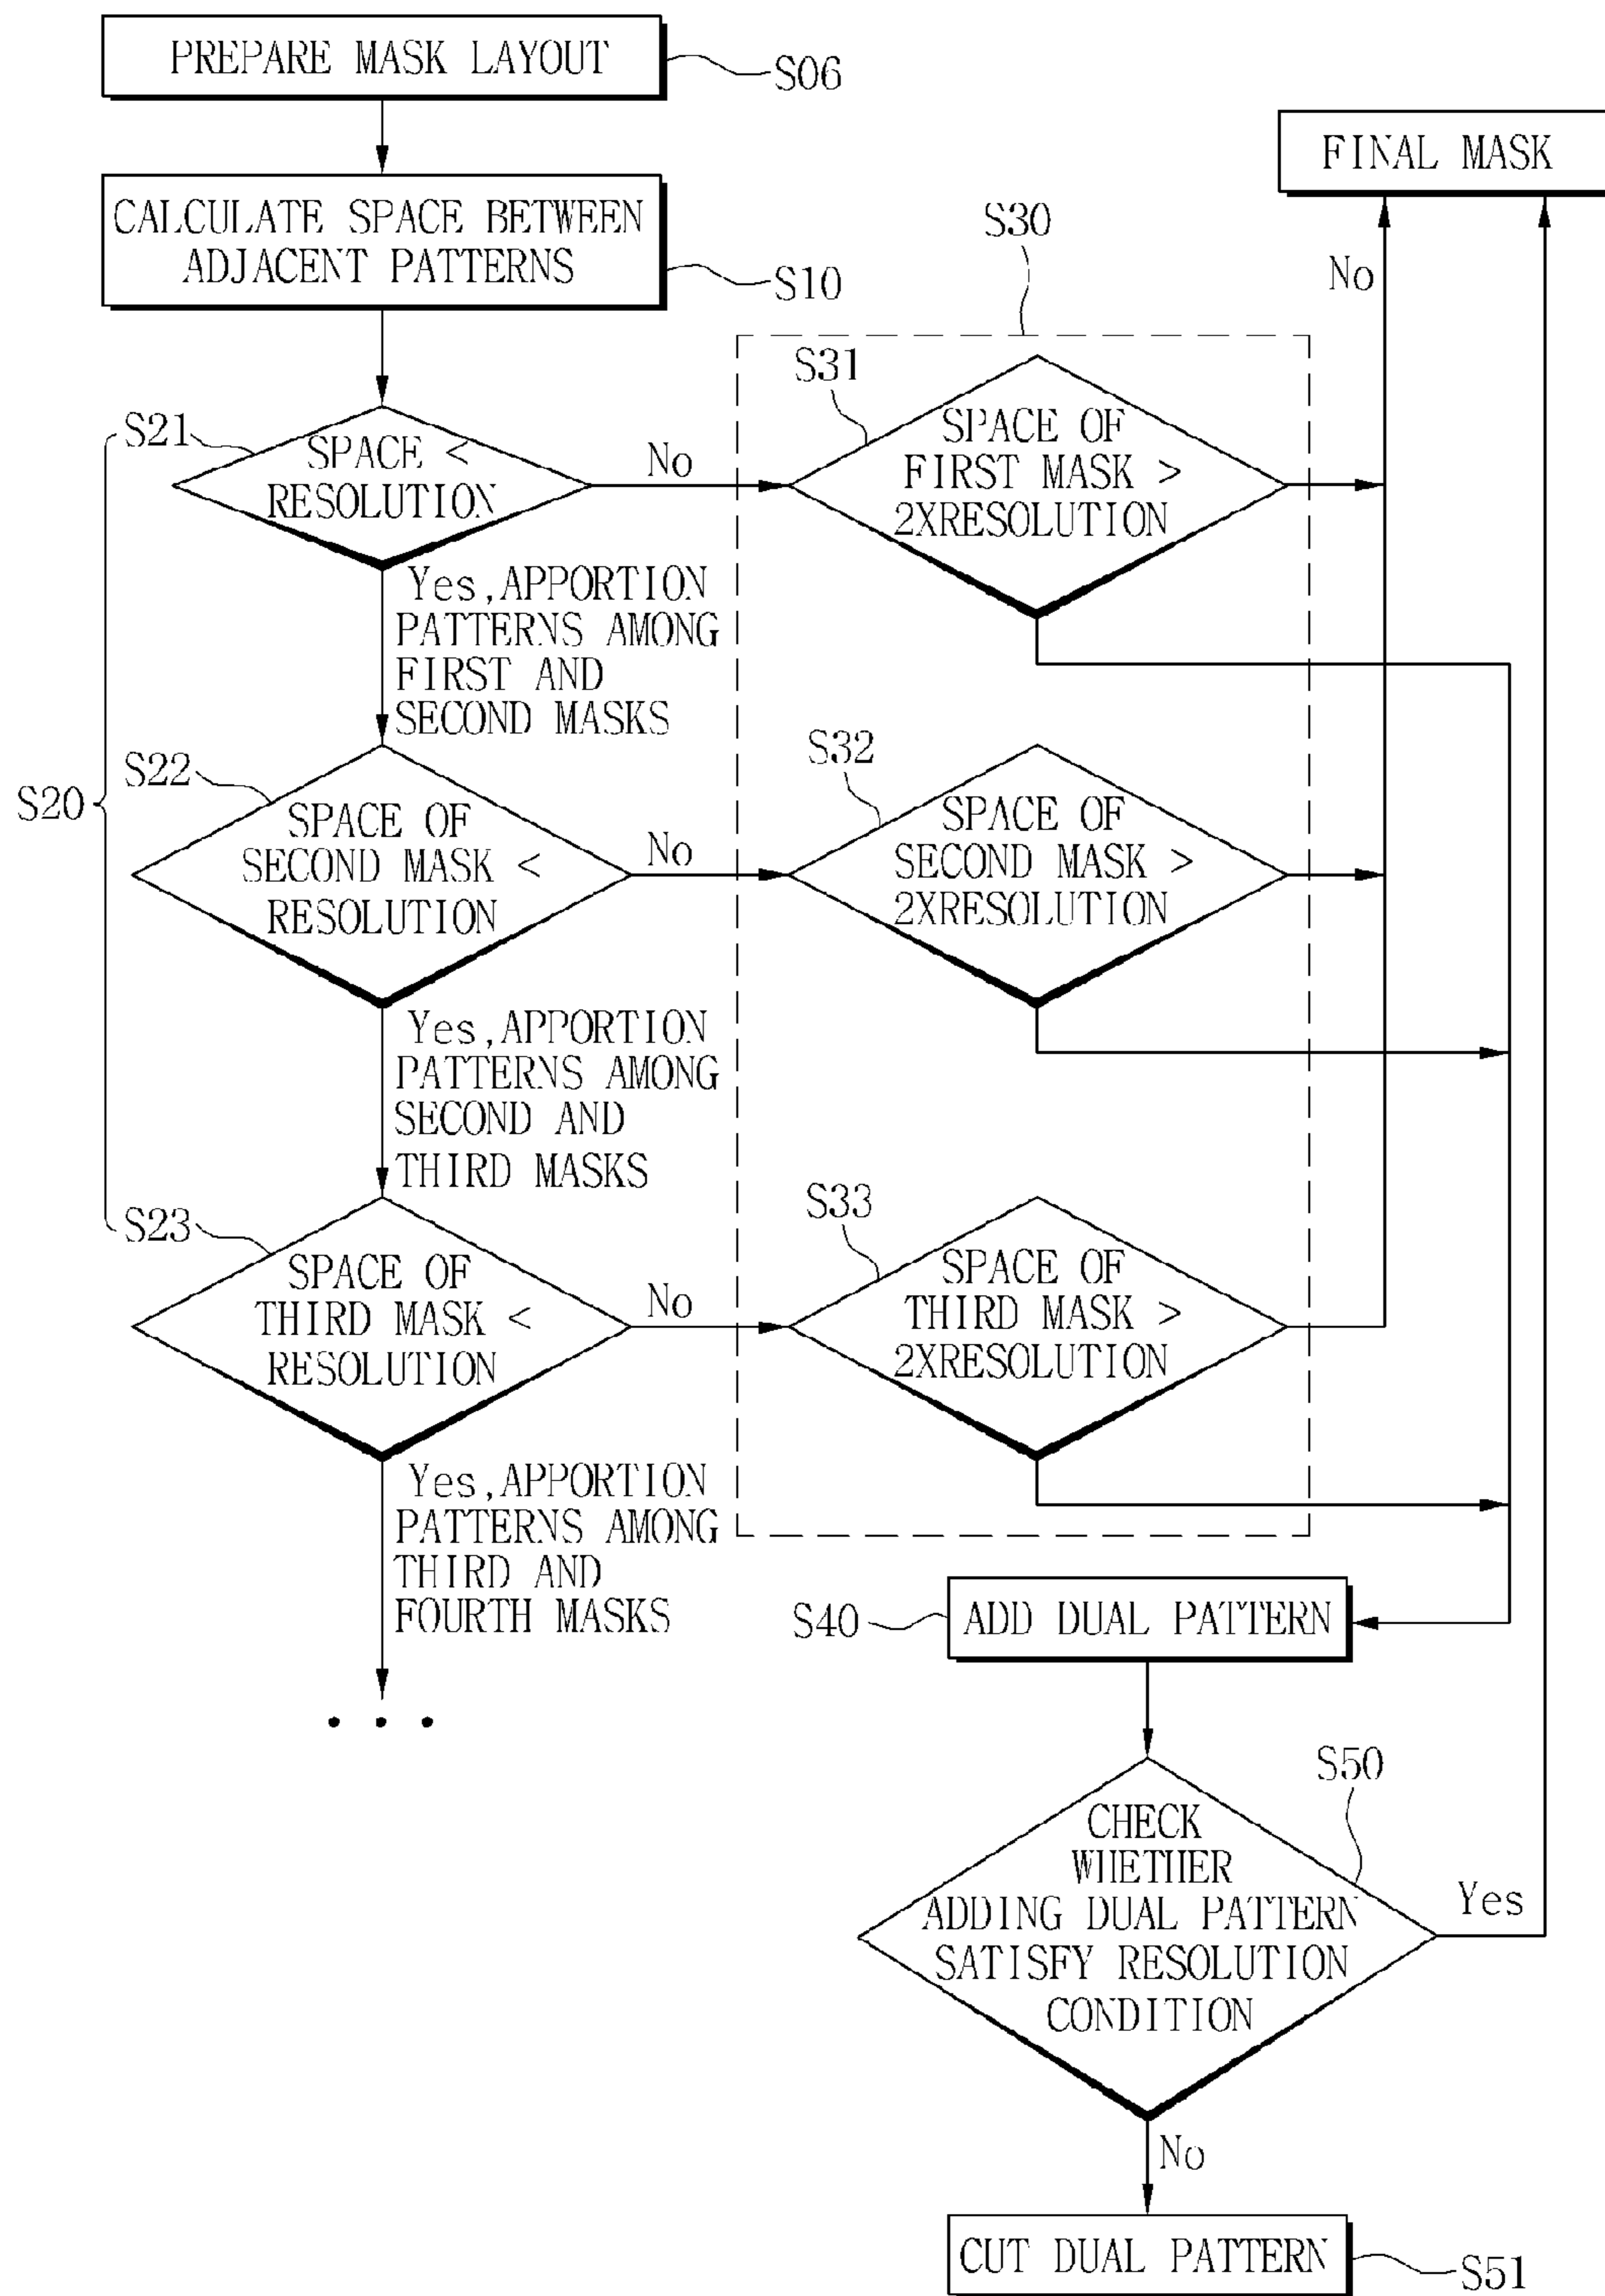 PREPARE MASK LAYOUT
S06
FINAL MASK
CALCULATE SPACE BETWEEN
ADJACENT PATTERNS
S10
S30
No
S21
SPACE <
RESOLUTION
No
S31
SPACE OF
FIRST MASK >
2XRESOLUTION
Yes,APPORTION
PATTERNS AMONG
FIRST AND
SECOND MASKS
S20
S22
SPACE OF
SECOND MASK <
RESOLUTION
No
S32
SPACE OF
SECOND MASK >
2XRESOLUTION
Yes,APPORTION
PATTERNS AMONG
SECOND AND
THIRD MASKS
S23
SPACE OF
THIRD MASK <
RESOLUTION
No
S33
SPACE OF
THIRD MASK >
2XRESOLUTION
Yes,APPORTION
PATTERNS AMONG
THIRD AND
FOURTH MASKS
. . .
S40
ADD DUAL PATTERN
S50
CHECK
WHETHER
ADDING DUAL PATTERN
SATISFY RESOLUTION
CONDITION
Yes
No
CUT DUAL PATTERN
S51